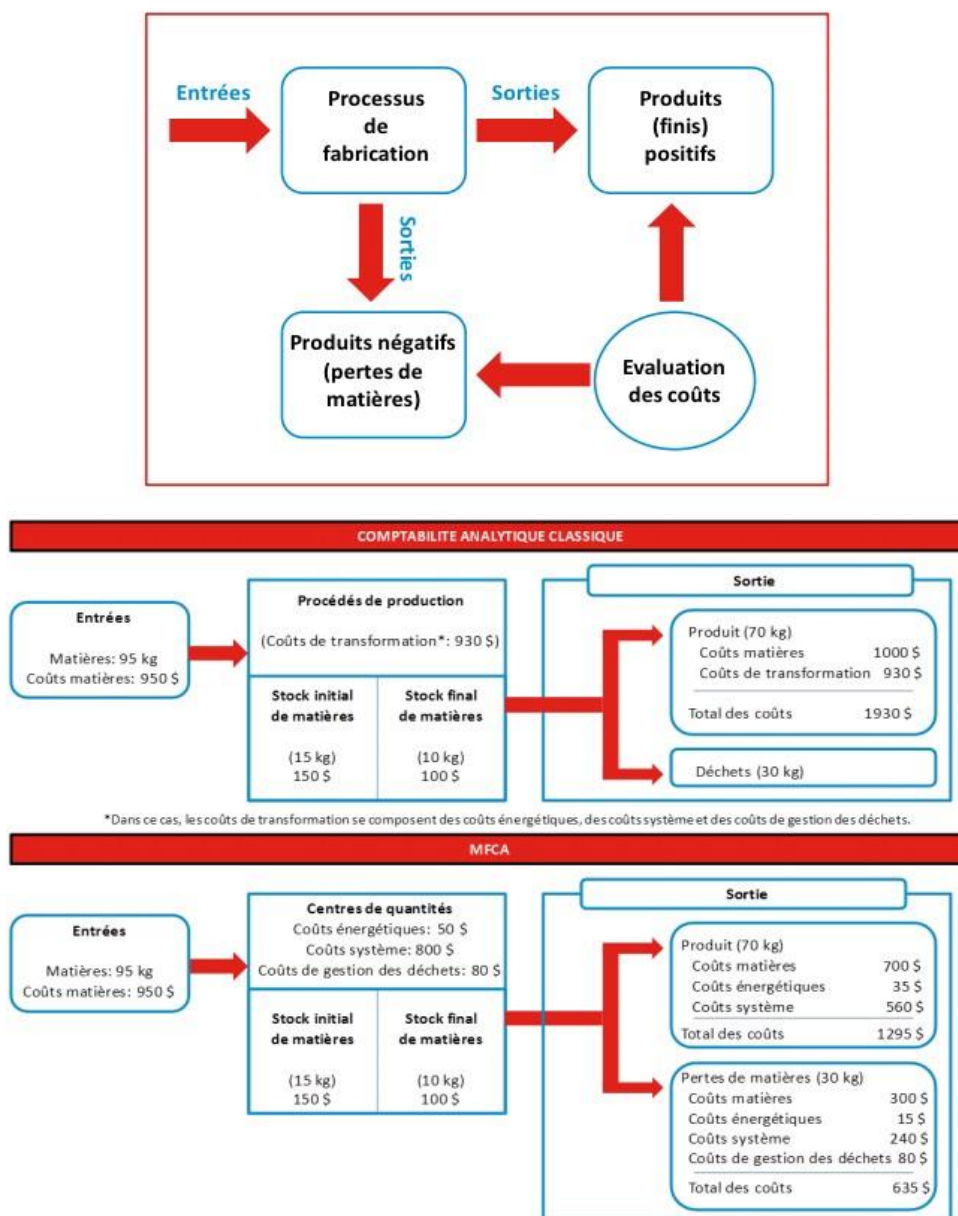 Entrées
Processus
de
fabrication
Sorties
Produits
(finis)
positifs
Sorties
Produits négatifs
(pertes de
matières)
Evaluation
des coûts
COMPTABILITE ANALYTIQUE CLASSIQUE
Entrées
Matières: 95 kg
Coûts matières: 950 $
Procédés de production
(Coûts de transformation*: 930 $)
Stock initial
de matières
(15 kg)
150 $
Stock final
de matières
(10 kg)
100 $
Sortie
Produit (70 kg)
Coûts matières 1000 $
Coûts de transformation 930 $
Total des coûts 1930 $
Déchets (30 kg)
*Dans ce cas, les coûts de transformation se composent des coûts énergétiques, des coûts système et des coûts de gestion des déchets.
MFCA
Entrées
Matières: 95 kg
Coûts matières: 950 $
Centres de quantités
Coûts énergétiques: 50 $
Coûts système: 800 $
Coûts de gestion des déchets: 80 $
Stock initial
de matières
(15 kg)
150 $
Stock final
de matières
(10 kg)
100 $
Sortie
Produit (70 kg)
Coûts matières 700 $
Coûts énergétiques 35 $
Coûts système 560 $
Total des coûts 1295 $
Pertes de matières (30 kg)
Coûts matières 300 $
Coûts énergétiques 15 $
Coûts système 240 $
Coûts de gestion des déchets 80 $
Total des coûts 635 $